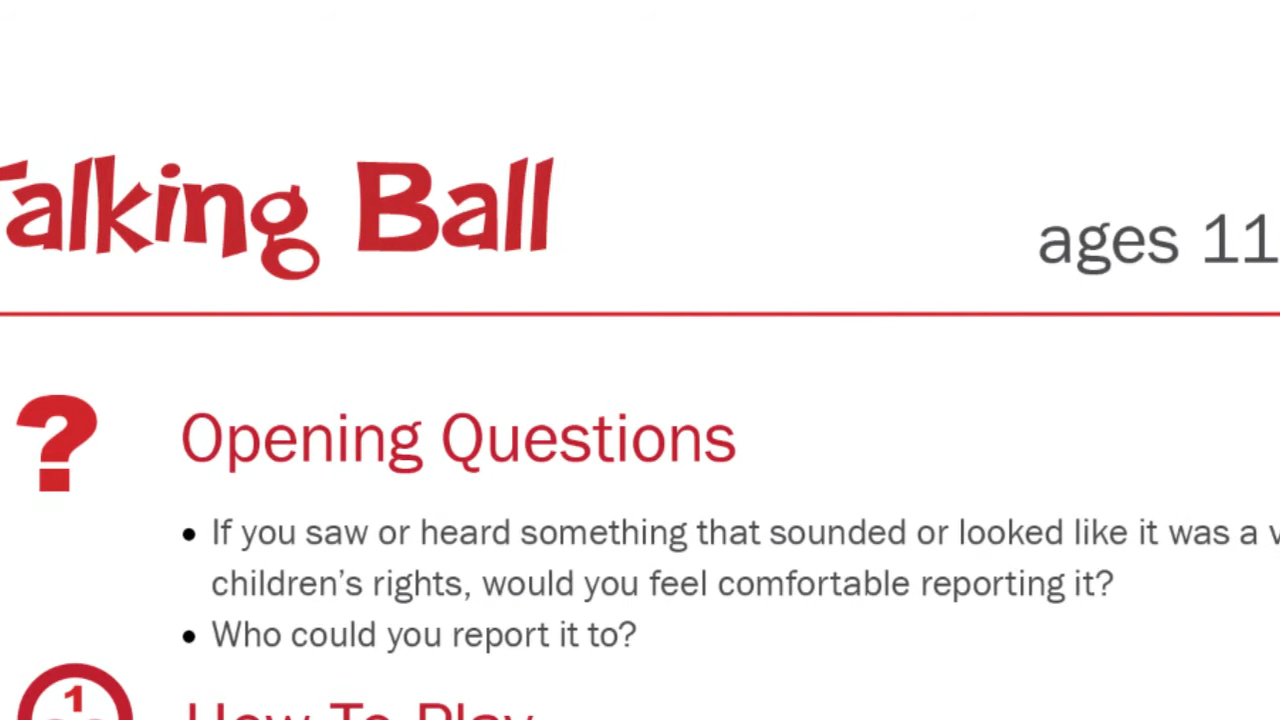 Talking Ball
ages 11
? Opening Questions
• If you saw or heard something that sounded or looked like it was a
children's rights, would you feel comfortable reporting it?
• Who could you report it to?
1 How To Play